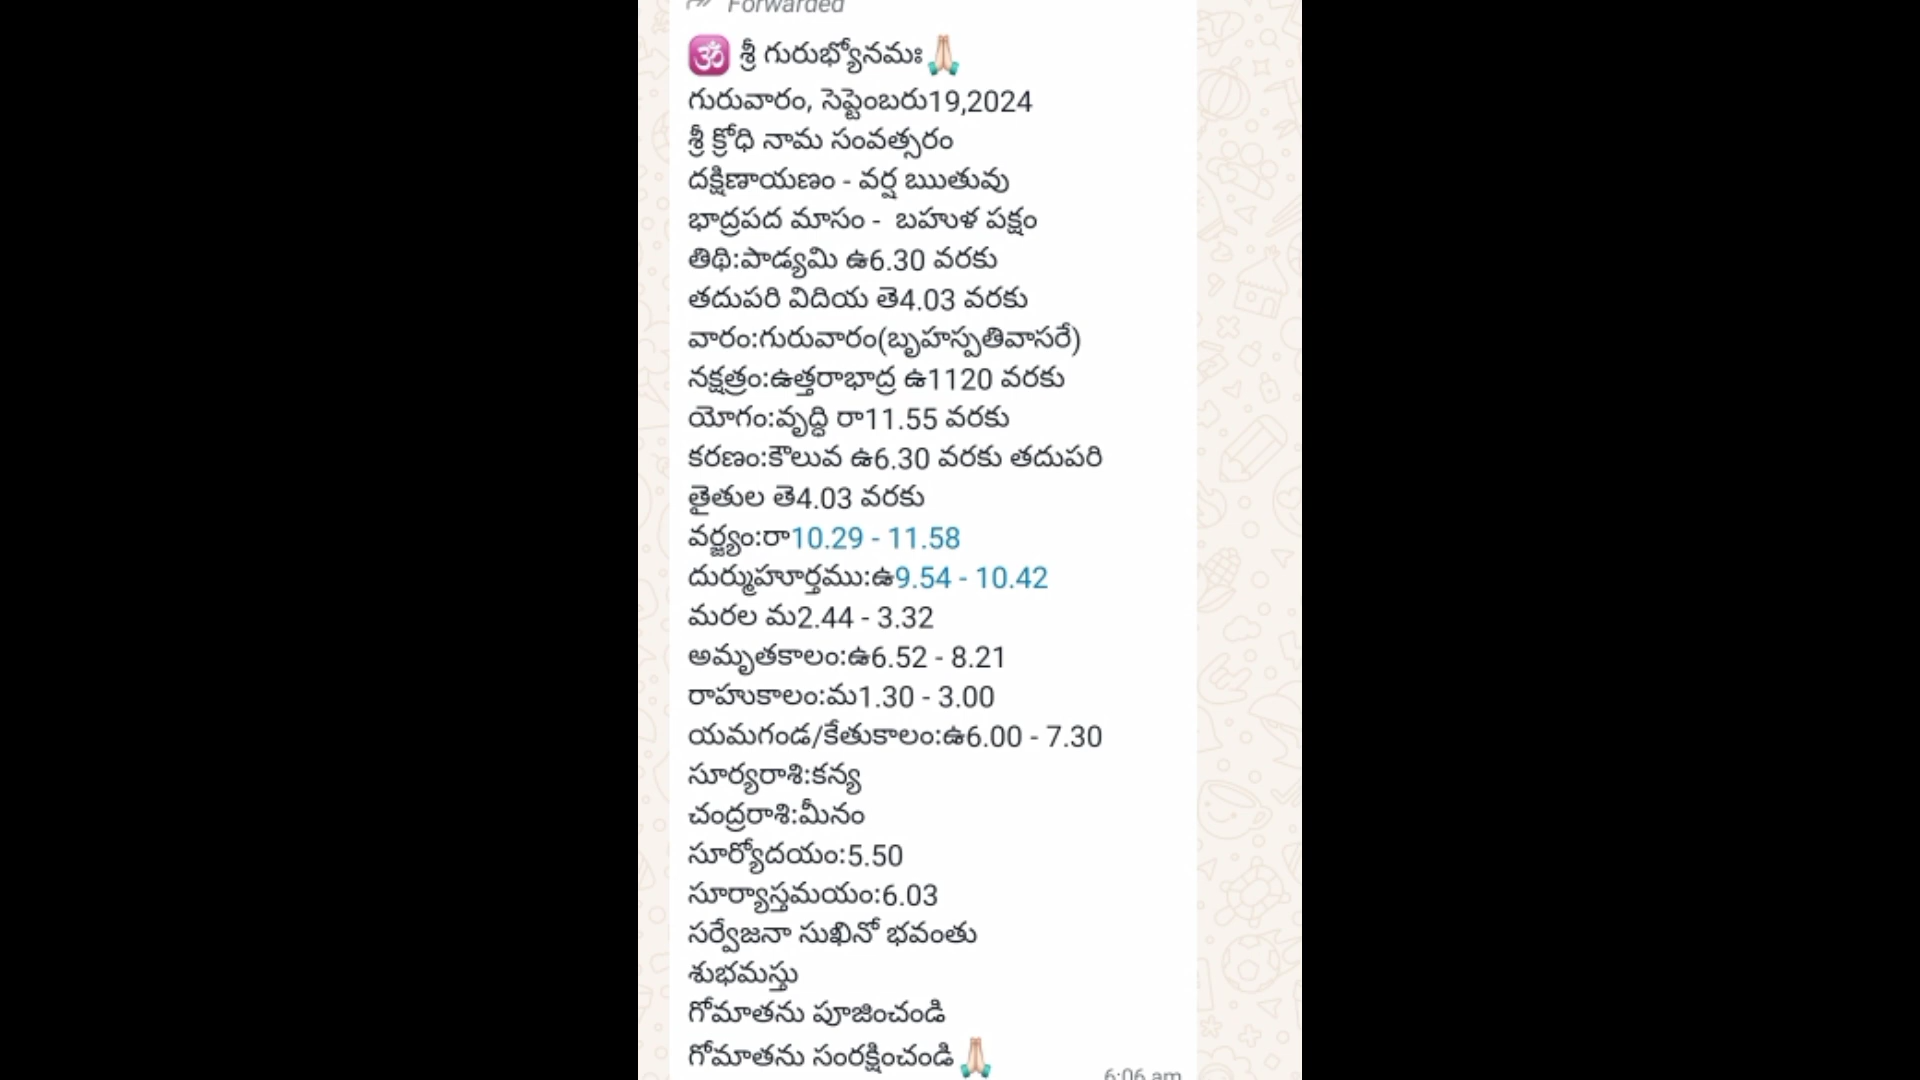 Forwarded
🕉 శ్రీ గురుభ్యోనమః🙏🏻
గురువారం, సెప్టెంబరు19,2024
శ్రీ క్రోధి నామ సంవత్సరం
దక్షిణాయణం - వర్ష ఋతువు
భాద్రపద మాసం -  బహుళ పక్షం
తిథి:పాడ్యమి ఉ6.30 వరకు
తదుపరి విదియ తె4.03 వరకు
వారం:గురువారం(బృహస్పతివాసరే)
నక్షత్రం:ఉత్తరాభాద్ర ఉ1120 వరకు
యోగం:వృద్ధి రా11.55 వరకు
కరణం:కౌలువ ఉ6.30 వరకు తదుపరి
తైతుల తె4.03 వరకు
వర్జ్యం:రా10.29 - 11.58
దుర్ముహూర్తము:ఉ9.54 - 10.42
మరల మ2.44 - 3.32
అమృతకాలం:ఉ6.52 - 8.21
రాహుకాలం:మ1.30 - 3.00
యమగండ/కేతుకాలం:ఉ6.00 - 7.30
సూర్యరాశి:కన్య
చంద్రరాశి:మీనం
సూర్యోదయం:5.50
సూర్యాస్తమయం:6.03
సర్వేజనా సుఖినో భవంతు
శుభమస్తు
గోమాతను పూజించండి
గోమాతను సంరక్షించండి🙏🏻
6:06 am